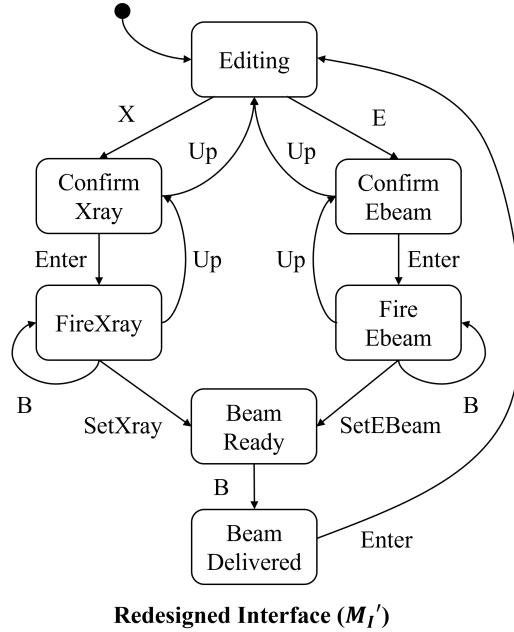 Editing
X
E
Up
Up
Confirm
Xray
Confirm
Ebeam
Enter
Up
Up
Enter
FireXray
Fire
Ebeam
B
B
SetXray
Beam
Ready
SetEBeam
B
Beam
Delivered
Enter
Redesigned Interface (M_I')